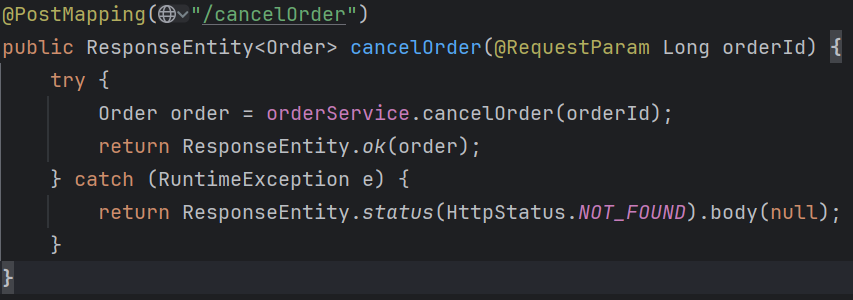 @PostMapping("/cancelOrder")
public ResponseEntity<Order> cancelOrder(@RequestParam Long orderId) {
    try {
        Order order = orderService.cancelOrder(orderId);
        return ResponseEntity.ok(order);
    } catch (RuntimeException e) {
        return ResponseEntity.status(HttpStatus.NOT_FOUND).body(null);
    }
}